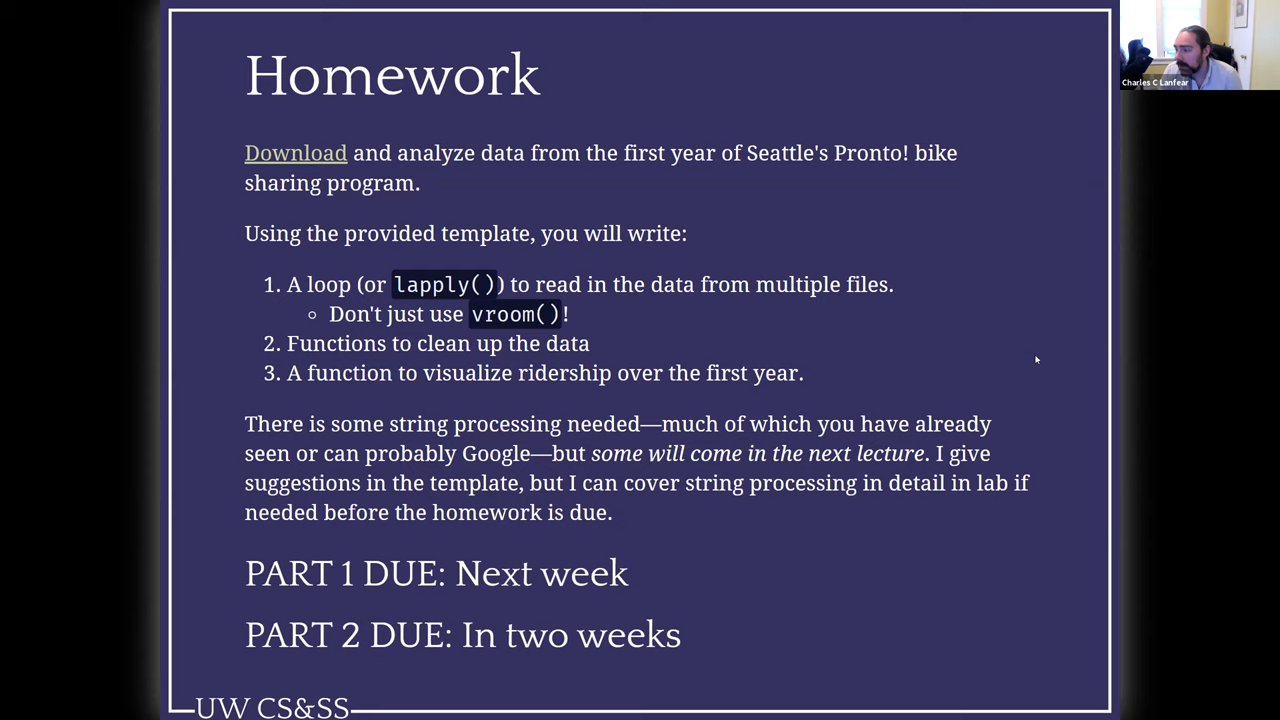 Homework
Download and analyze data from the first year of Seattle's Pronto! bike
sharing program.
Using the provided template, you will write:
1. A loop (or lapply()) to read in the data from multiple files.
◦ Don't just use vroom()!
2. Functions to clean up the data
3. A function to visualize ridership over the first year.
There is some string processing needed—much of which you have already
seen or can probably Google—but some will come in the next lecture. I give
suggestions in the template, but I can cover string processing in detail in lab if
needed before the homework is due.
PART 1 DUE: Next week
PART 2 DUE: In two weeks
UW CS&SS
Charles C Lanfear